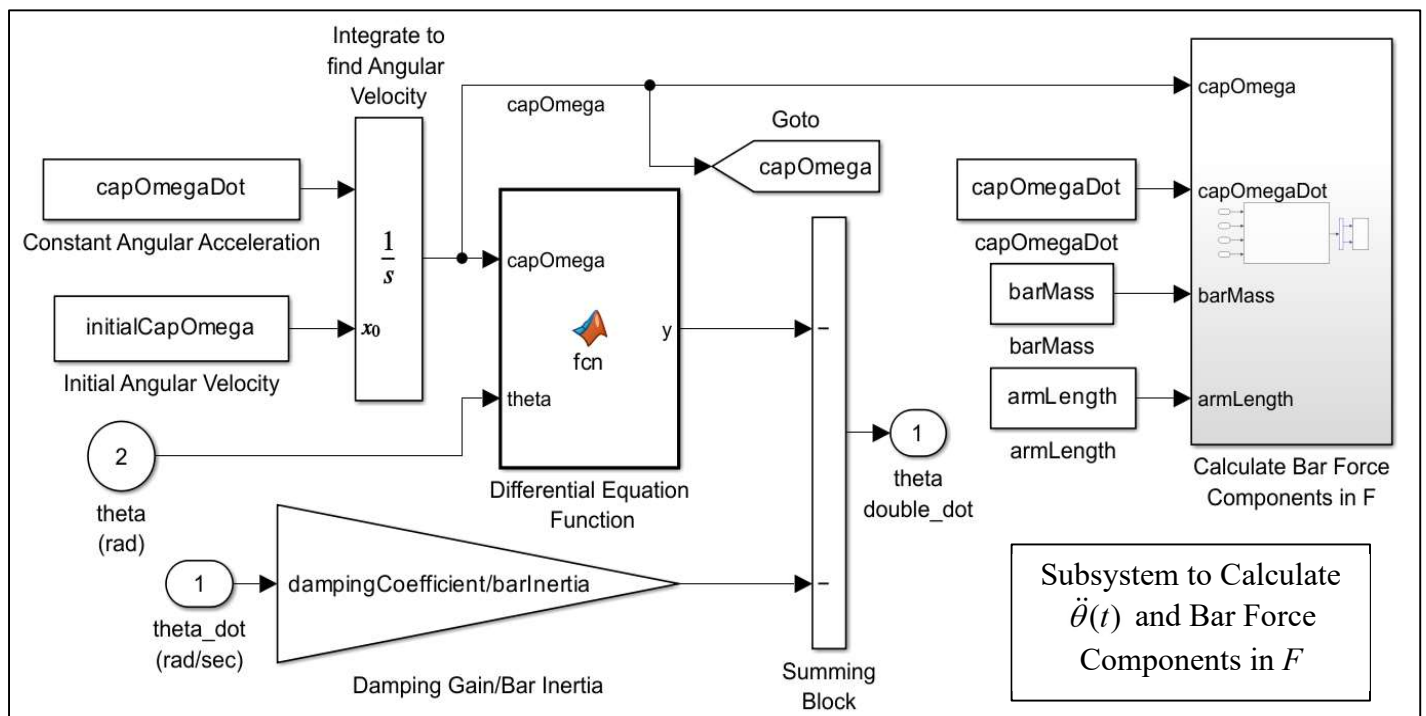 Integrate to
find Angular
Velocity
capOmegaDot
Constant Angular Acceleration
initialCapOmega
Initial Angular Velocity
1
s
x0
capOmega
Goto
capOmega
capOmega
theta
fcn
y
Differential Equation
Function
2
theta
(rad)
1
theta_dot
(rad/sec)
dampingCoefficient/barInertia
Damping Gain/Bar Inertia
−
−
Summing
Block
1
theta
double_dot
capOmegaDot
capOmegaDot
barMass
barMass
armLength
armLength
capOmega
capOmegaDot
barMass
armLength
Calculate Bar Force
Components in F
Subsystem to Calculate
θ̈(t) and Bar Force
Components in F